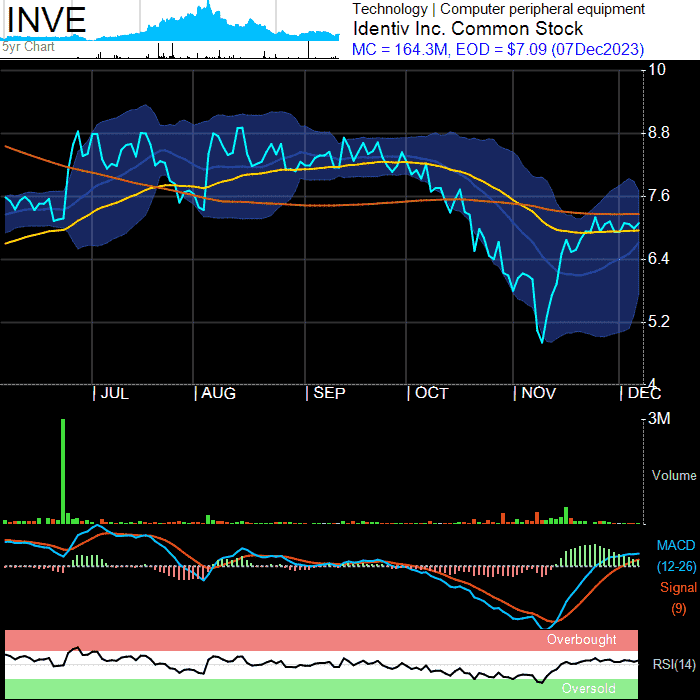 INVE
5yr Chart
Technology | Computer peripheral equipment
Identiv Inc. Common Stock
MC = 164.3M, EOD = $7.09 (07Dec2023)
10
8.8
7.6
6.4
5.2
4
JUL AUG SEP OCT NOV DEC
3M
Volume
MACD
(12-26)
Signal
(9)
Overbought
RSI(14)
Oversold